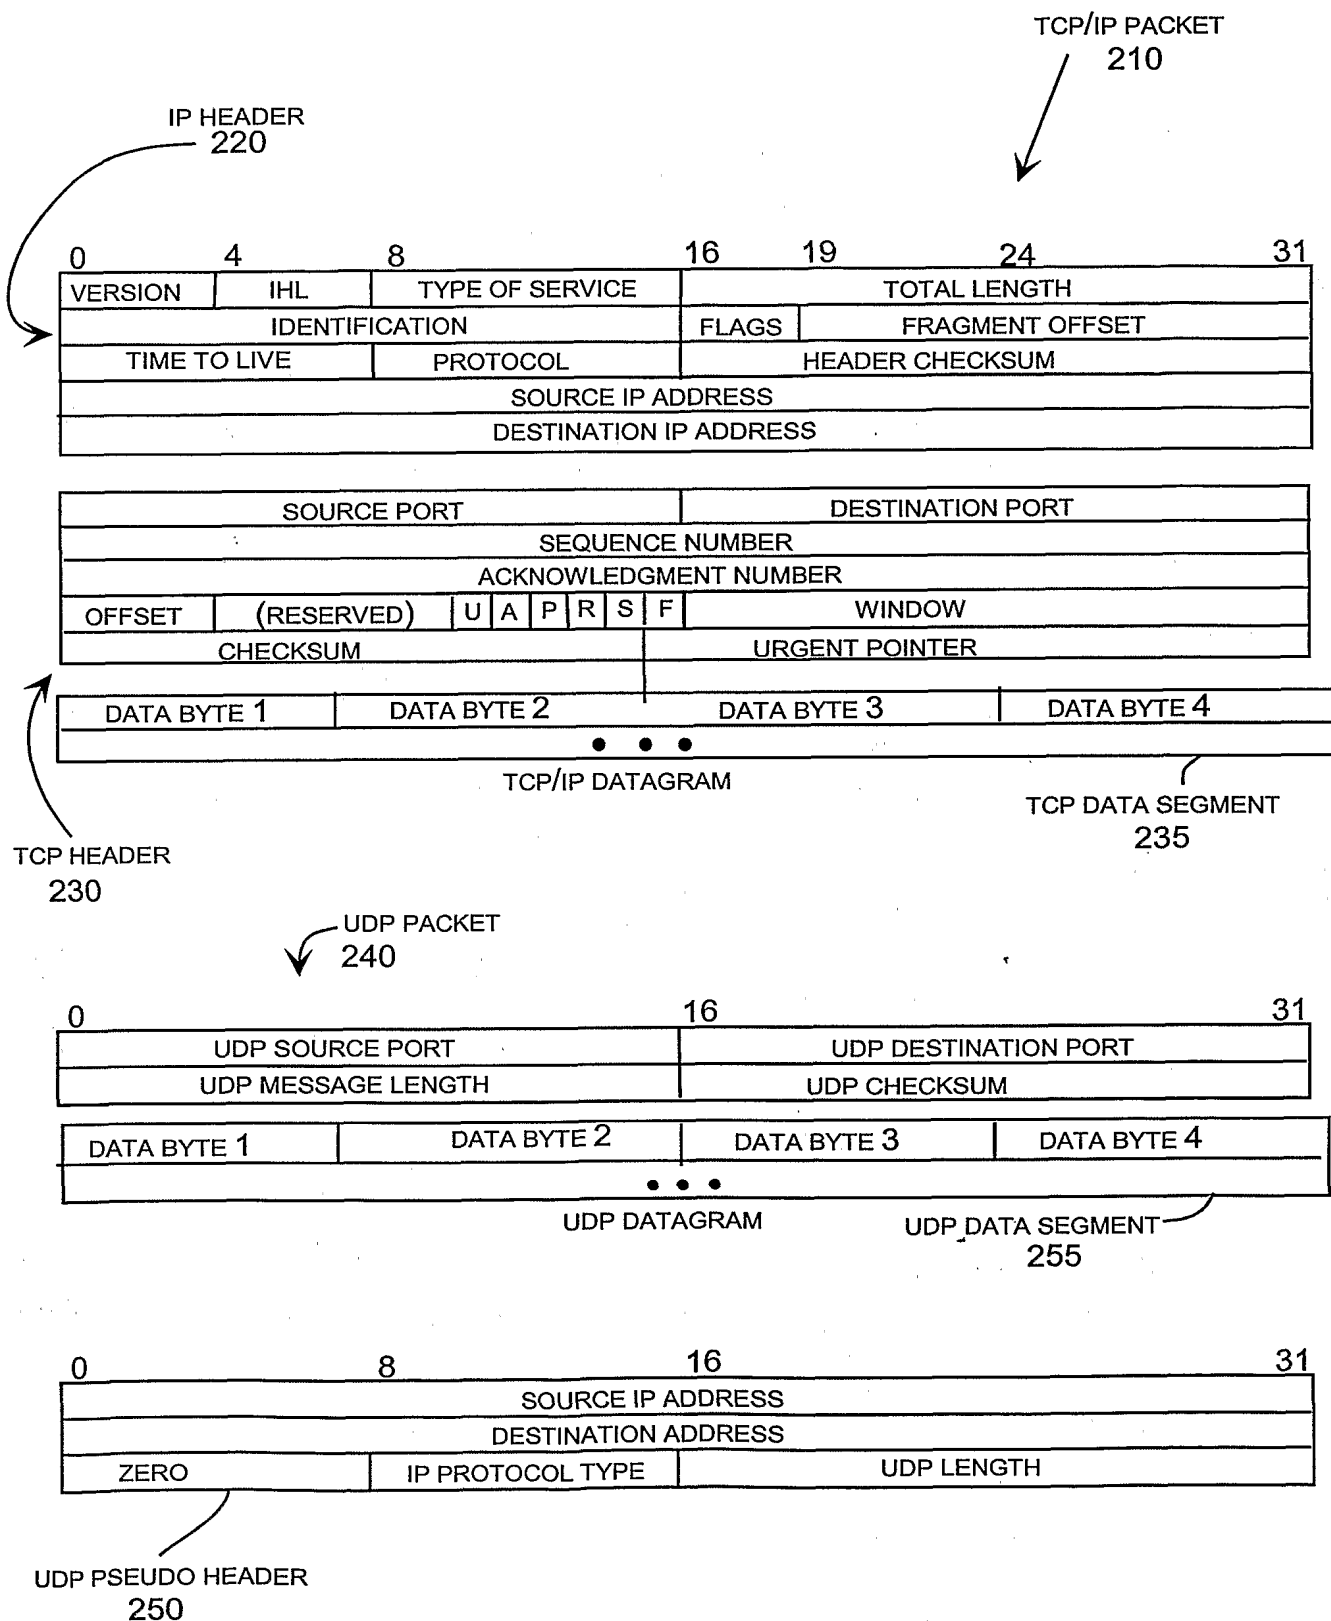 TCP/IP PACKET
210
IP HEADER
220
0 4 8 16 19 24 31
VERSION IHL TYPE OF SERVICE TOTAL LENGTH
IDENTIFICATION FLAGS FRAGMENT OFFSET
TIME TO LIVE PROTOCOL HEADER CHECKSUM
SOURCE IP ADDRESS
DESTINATION IP ADDRESS
SOURCE PORT DESTINATION PORT
SEQUENCE NUMBER
ACKNOWLEDGMENT NUMBER
OFFSET (RESERVED) U A P R S F WINDOW
CHECKSUM URGENT POINTER
DATA BYTE 1 DATA BYTE 2 DATA BYTE 3 DATA BYTE 4
• • •
TCP/IP DATAGRAM
TCP DATA SEGMENT
235
TCP HEADER
230
UDP PACKET
240
0 16 31
UDP SOURCE PORT UDP DESTINATION PORT
UDP MESSAGE LENGTH UDP CHECKSUM
DATA BYTE 1 DATA BYTE 2 DATA BYTE 3 DATA BYTE 4
• • •
UDP DATAGRAM
UDP DATA SEGMENT
255
0 8 16 31
SOURCE IP ADDRESS
DESTINATION ADDRESS
ZERO IP PROTOCOL TYPE UDP LENGTH
UDP PSEUDO HEADER
250